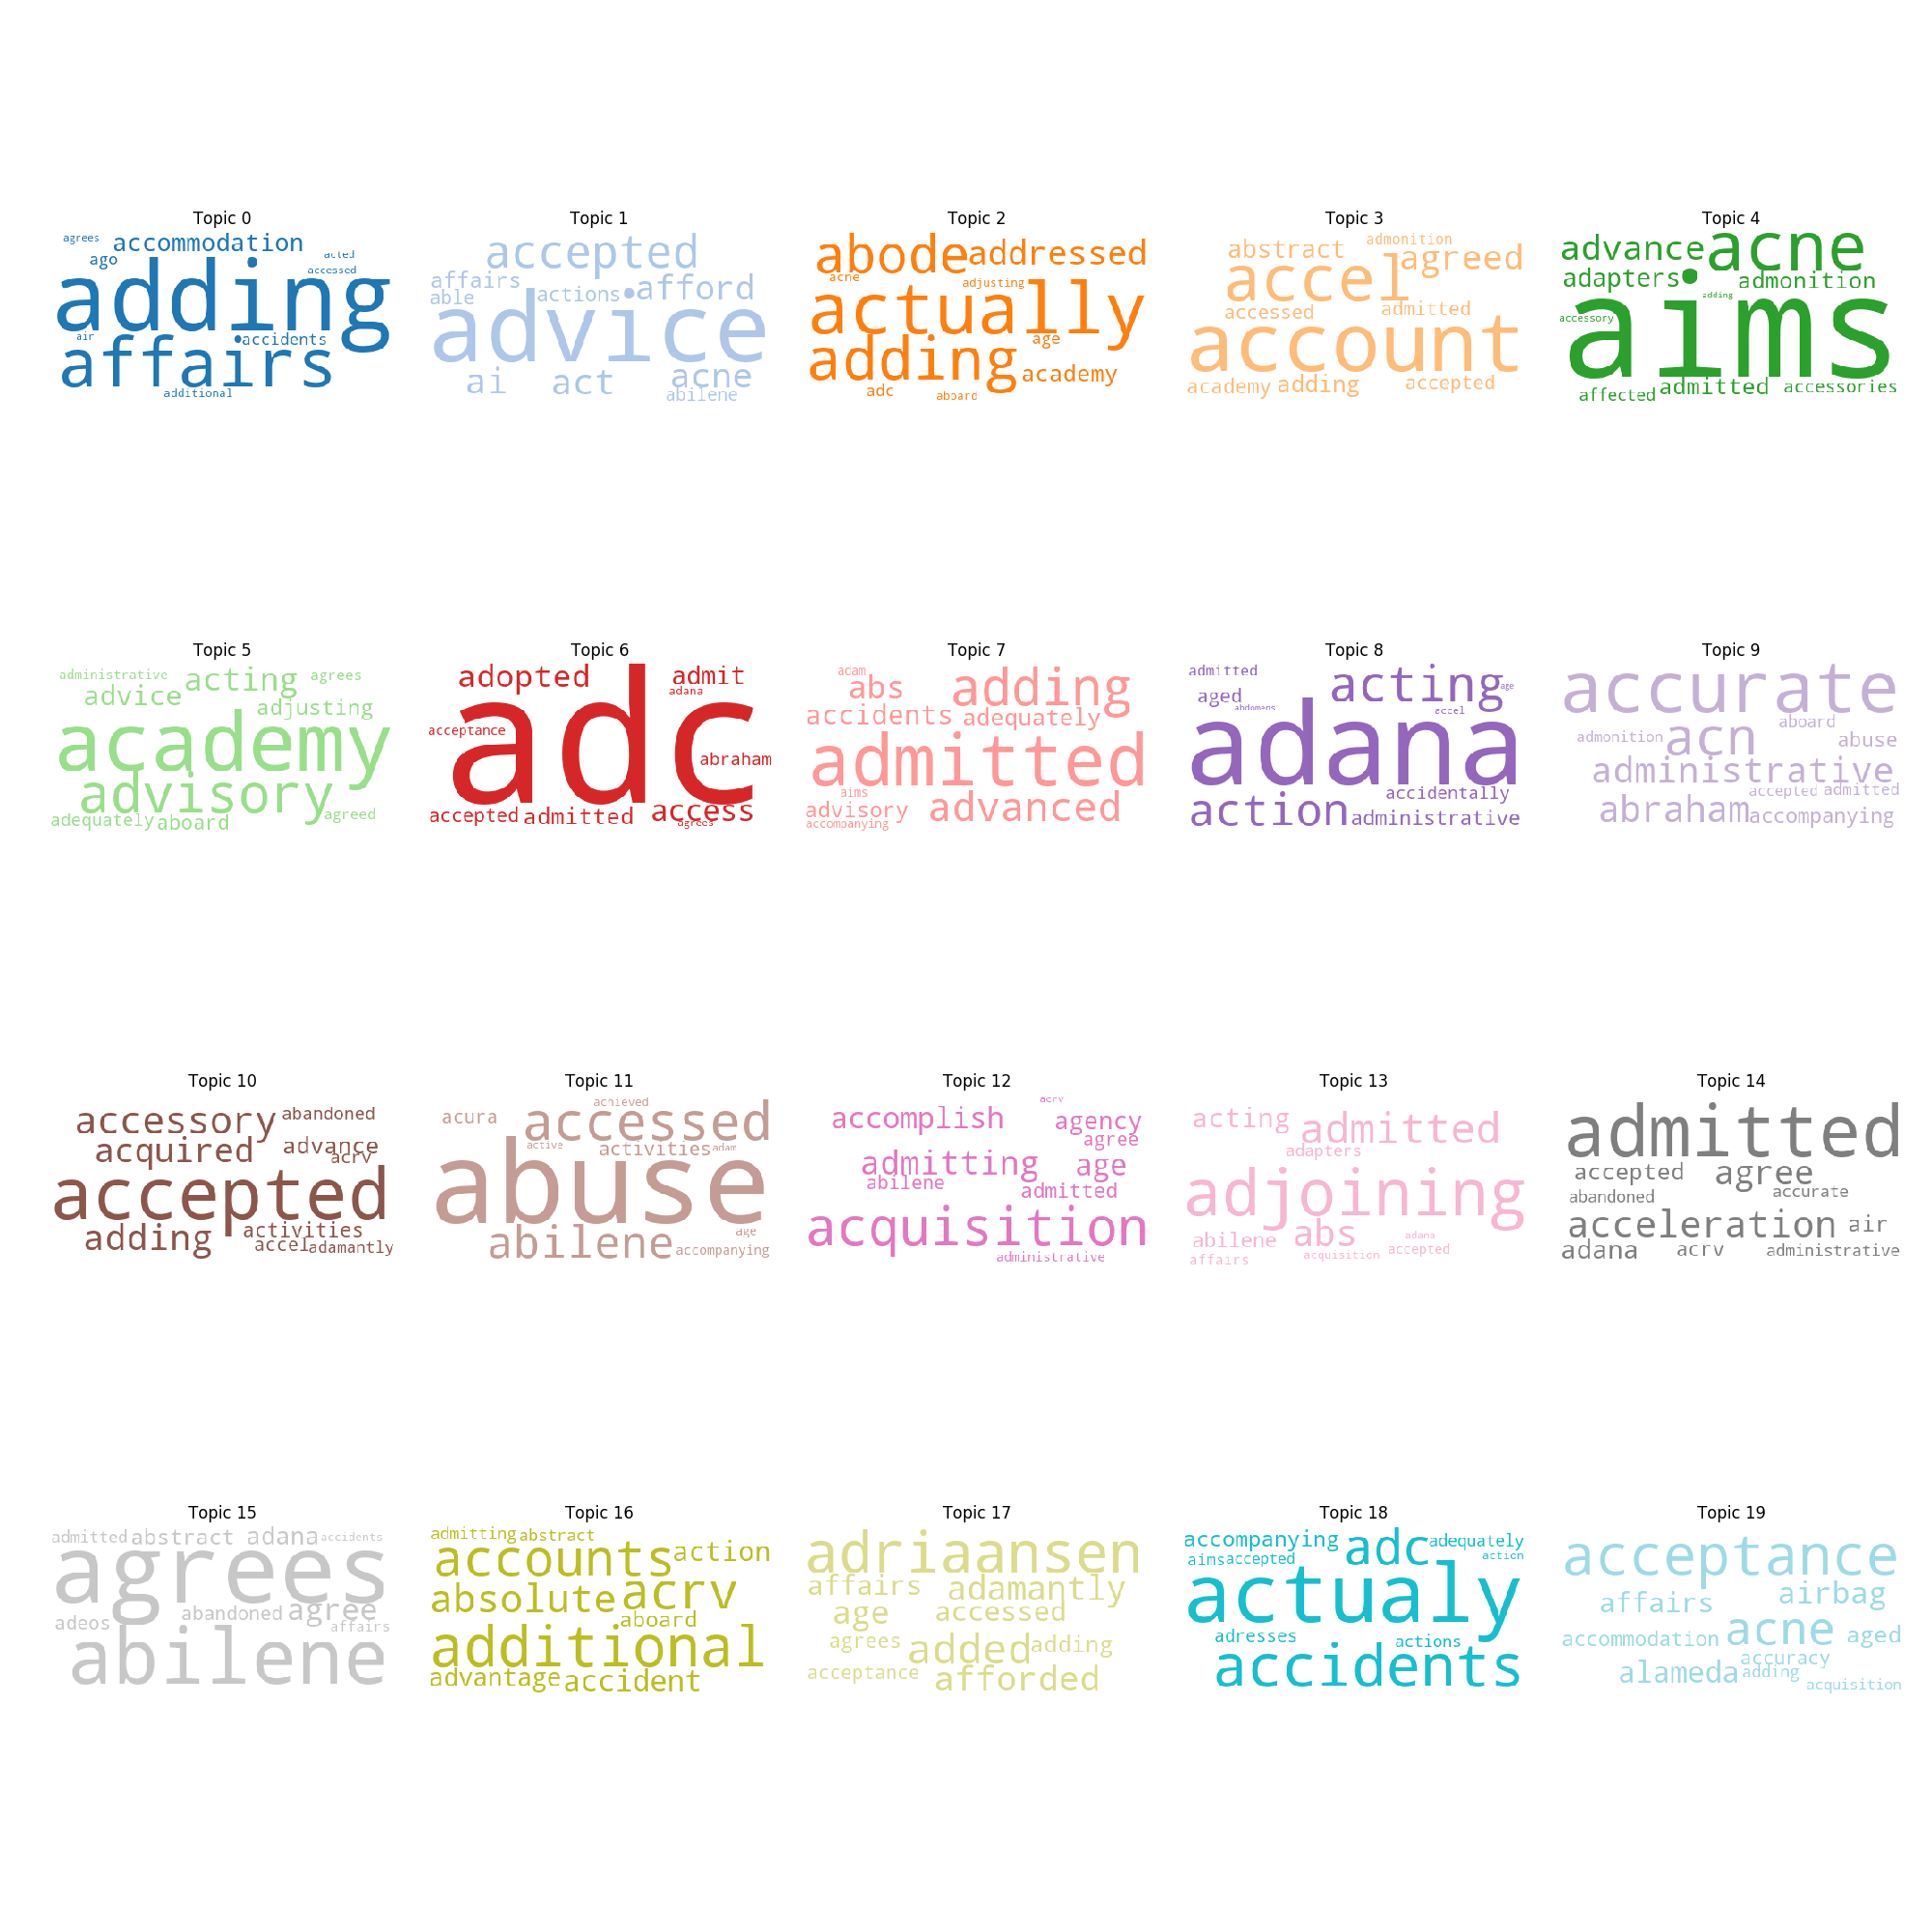 Topic 0
agrees accommodation acted
ago accessed
adding
air accidents
affairs
additional
Topic 1
accepted
affairs
able actions afford
advice
ai act acne
abilene
Topic 2
abode addressed
acne adjusting
actually
adding age
academy
adc aboard
Topic 3
abstract admonition
accel agreed
accessed admitted
account
academy adding accepted
Topic 4
advance acne
adapters admonition
adding
accessory
aims
affected admitted accessories
Topic 5
administrative acting agrees
advice adjusting
academy
advisory
adequately aboard agreed
Topic 6
adopted admit
adana
acceptance
adc
abraham
accepted admitted access
agrees
Topic 7
adam adding
abs
accidents adequately
admitted
aims
advisory advanced
accompanying
Topic 8
admitted acting age
aged
abdomens accel
adana
accidentally
action administrative
Topic 9
accurate
aboard
admonition acn abuse
administrative
accepted admitted
abraham accompanying
Topic 10
accessory abandoned
acquired advance
acrv
accepted
adding activities
accel adamantly
Topic 11
achieved
acura accessed
active activities adam
abuse
age
abilene accompanying
Topic 12
acrv
accomplish agency
agree
admitting age
abilene admitted
acquisition
administrative
Topic 13
acting admitted
adapters
adjoining
abilene abs adana
affairs acquisition accepted
Topic 14
admitted
accepted agree
abandoned accurate
acceleration air
adana acrv administrative
Topic 15
admitted abstract adana accidents
agrees
adeos abandoned agree
affairs
abilene
Topic 16
admitting abstract
accounts action
absolute acrv
aboard
additional
advantage accident
Topic 17
adriaansen
affairs adamantly
age accessed
agrees added adding
acceptance afforded
Topic 18
accompanying adc adequately
aims accepted action
actualy
adresses actions
accidents
Topic 19
acceptance
affairs airbag
accommodation acne aged
accuracy
alameda adding
acquisition